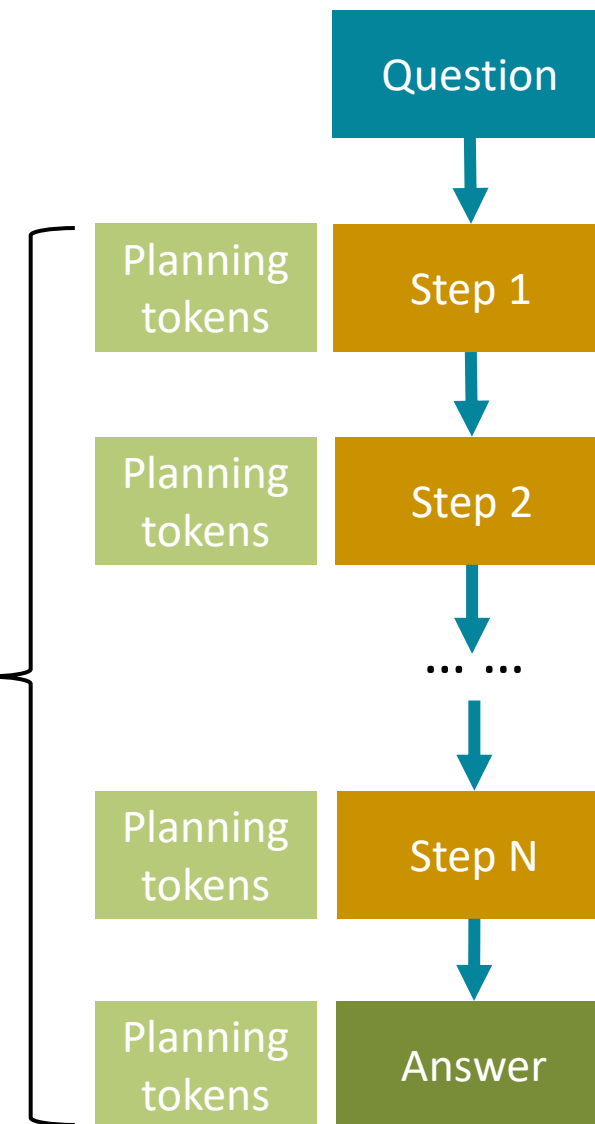 Question
Planning
tokens
Step 1
Planning
tokens
Step 2
... ...
Planning
tokens
Step N
Planning
tokens
Answer